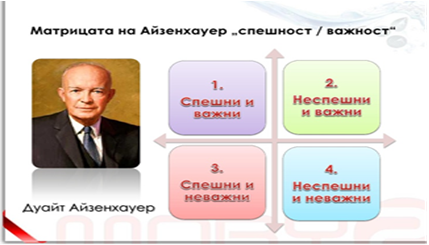 Матрицата на Айзенхауер „спешност / важност“
1.
Спешни и
важни
2.
Неспешни
и важни
3.
Спешни и
неважни
4.
Неспешни
и неважни
Дуайт Айзенхауер